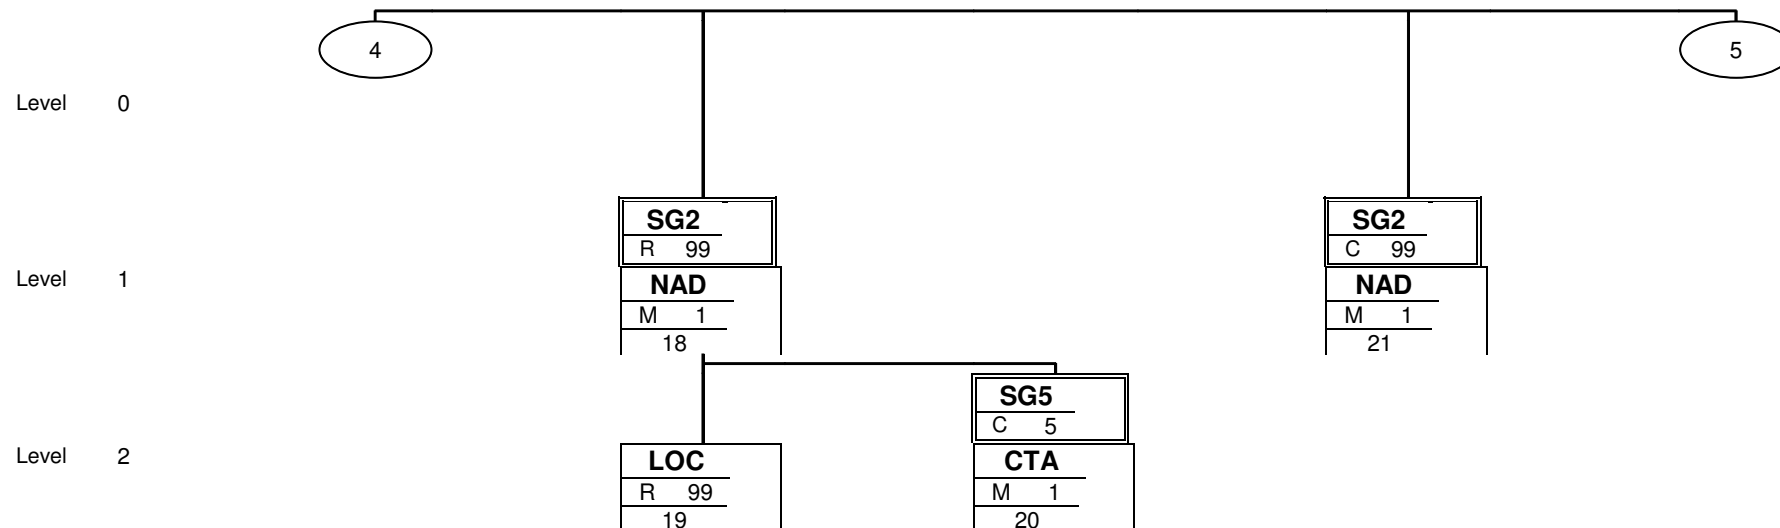 4
5
Level 0
SG2
R 99
SG2
C 99
Level 1
NAD
M 1
18
NAD
M 1
21
SG5
C 5
Level 2
LOC
R 99
19
CTA
M 1
20